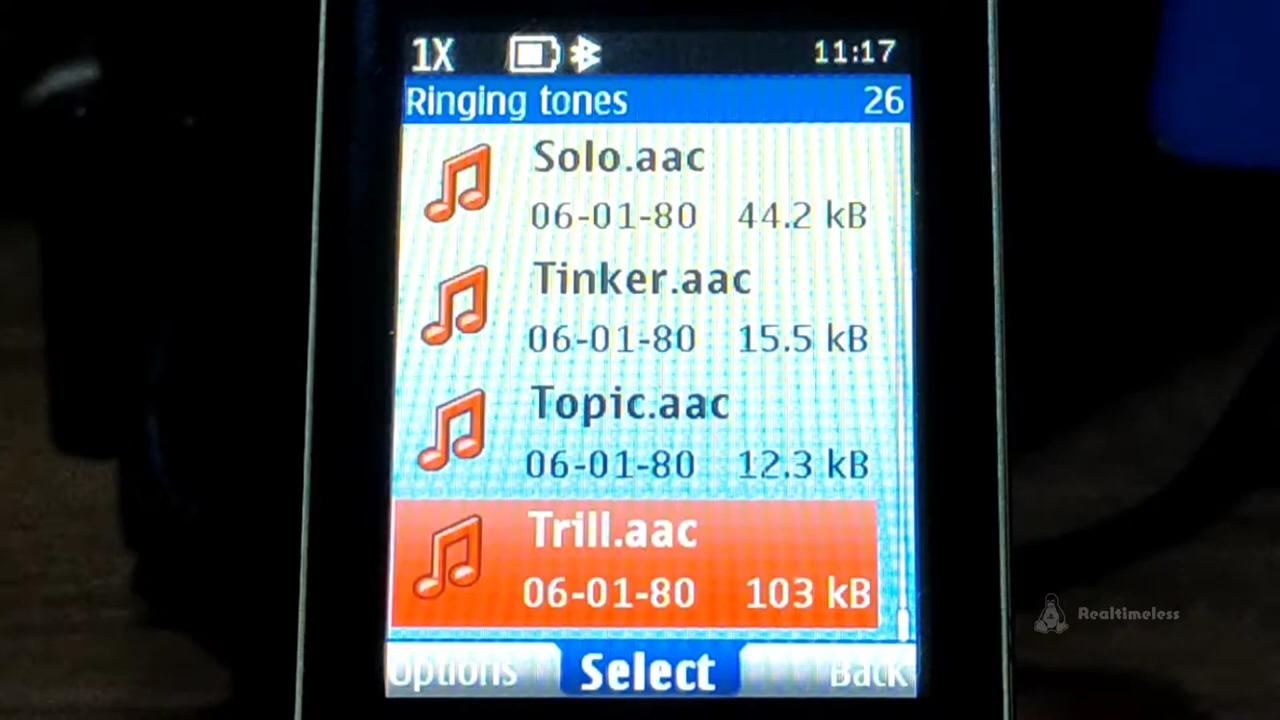 1X 11:17
Ringing tones 26
Solo.aac
06-01-80 44.2 kB
Tinker.aac
06-01-80 15.5 kB
Topic.aac
06-01-80 12.3 kB
Trill.aac
06-01-80 103 kB
Options Select Back
Realtimeless